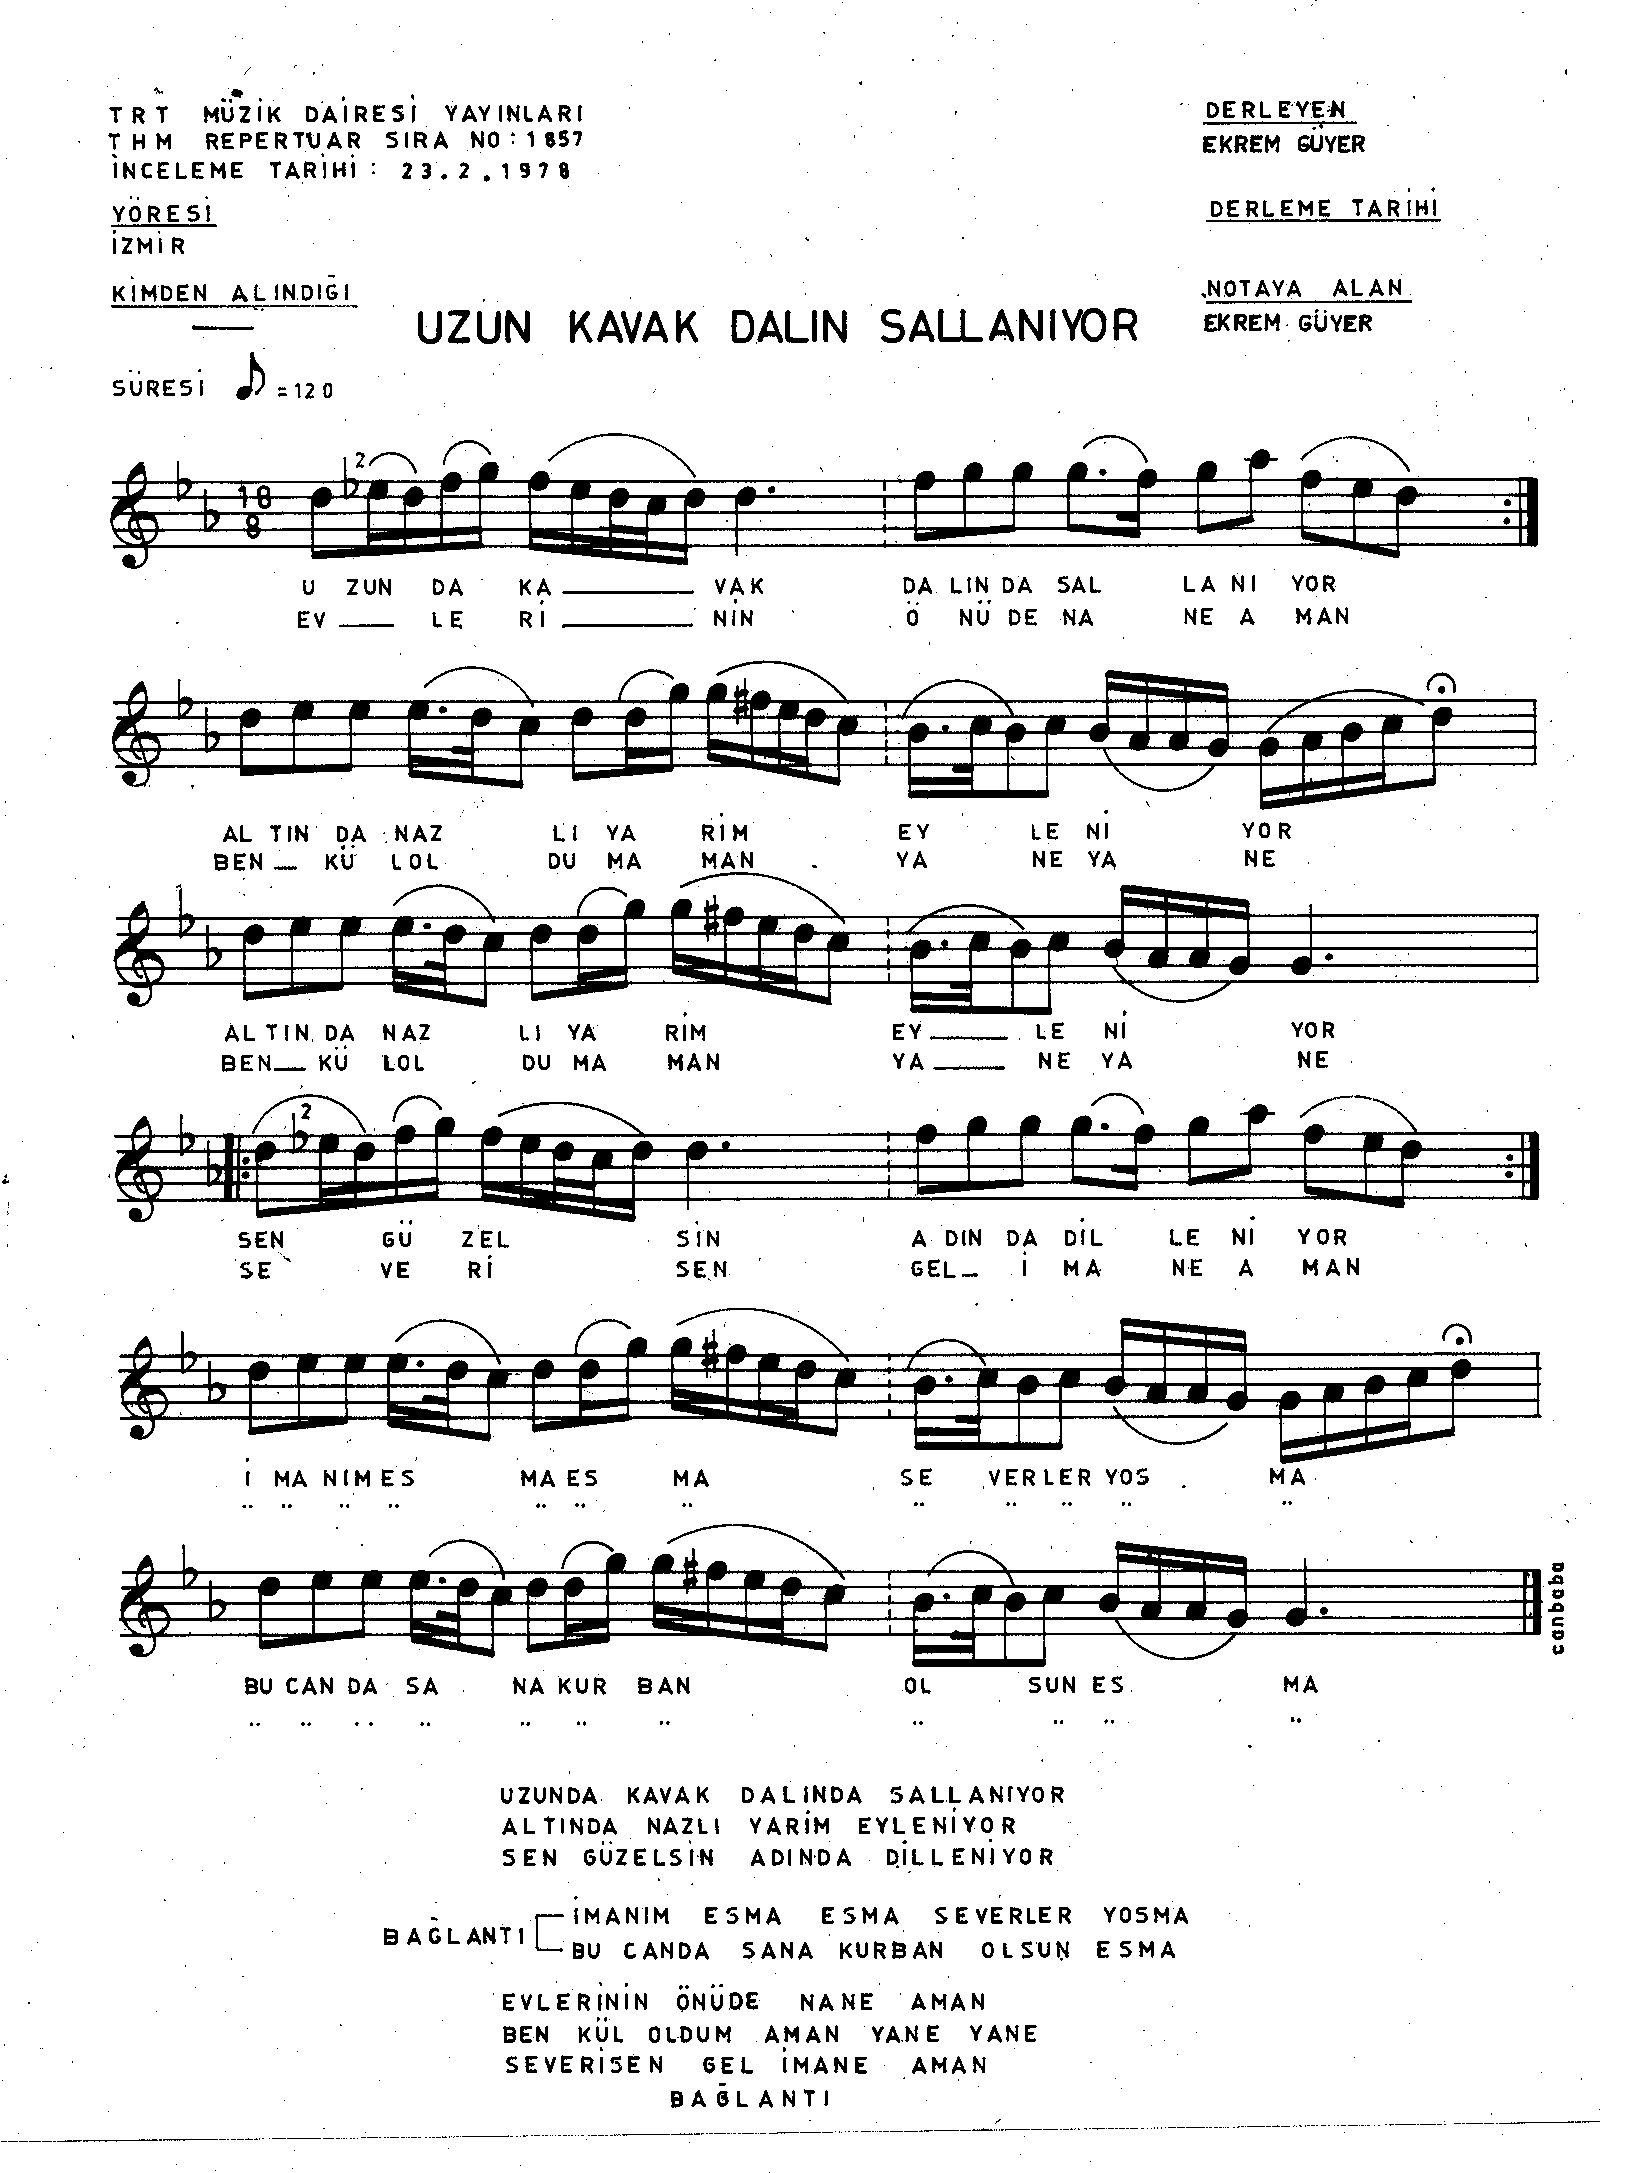 TRT MÜZİK DAİRESİ YAYINLARI
THM REPERTUAR SIRA NO: 1857
İNCELEME TARİHİ: 23.2.1978
DERLEYEN
EKREM GÜYER
YÖRESİ
İZMİR
DERLEME TARİHİ
KİMDEN ALINDIĞI
NOTAYA ALAN
EKREM GÜYER
UZUN KAVAK DALIN SALLANIYOR
SÜRESİ ♪ = 120
2
18
8
U ZUN DA KA VAK DA LIN DA SAL LA NI YOR
EV LE Rİ NİN Ö NÜ DE NA NE A MAN
AL TIN DA NAZ LI YA RİM EY LE Nİ YOR
BEN KÜ LOL DU MA MAN YA NE YA NE
AL TIN DA NAZ LI YA RİM EY LE Nİ YOR
BEN KÜ LOL DU MA MAN YA NE YA NE
2
SEN GÜ ZEL SİN A DIN DA DİL LE Nİ YOR
SE VE Rİ SEN GEL İ MA NE A MAN
İ MA NIM ES MA ES MA SE VER LER YOS MA
" " " " " " " " " " " "
BU CAN DA SA NA KUR BAN OL SUN ES MA
" " " " " " " " " " "
canbaba
UZUNDA KAVAK DALINDA SALLANIYOR
ALTINDA NAZLI YARİM EYLENİYOR
SEN GÜZELSİN ADINDA DİLLENİYOR
BAĞLANTI
İMANIM ESMA ESMA SEVERLER YOSMA
BU CANDA SANA KURBAN OLSUN ESMA
EVLERİNİN ÖNÜDE NANE AMAN
BEN KÜL OLDUM AMAN YANE YANE
SEVERİSEN GEL İMANE AMAN
BAĞLANTI